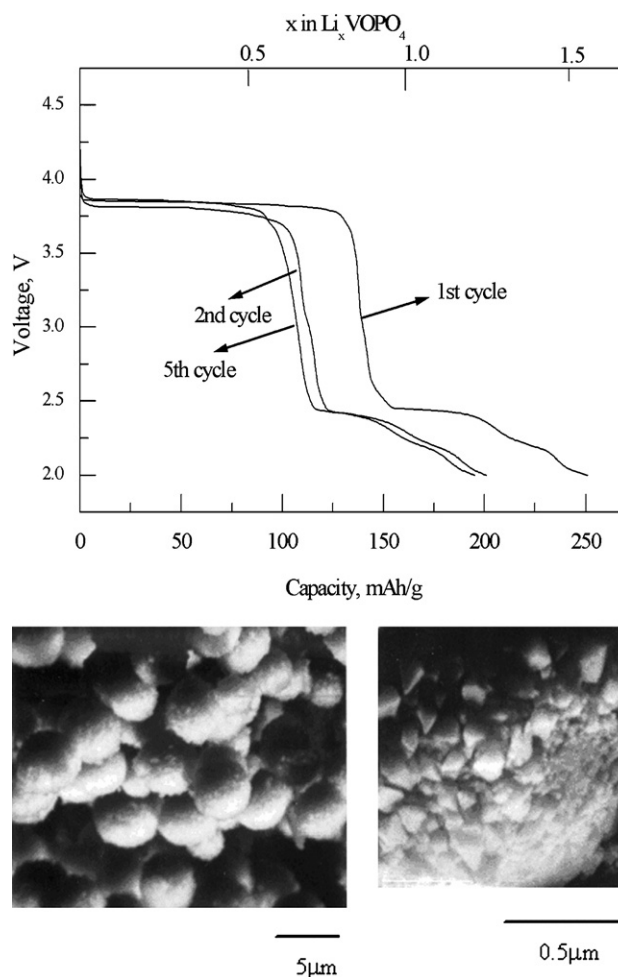 x in LixVOPO4
0.5 1.0 1.5
4.5
4.0
3.5
3.0
2.5
2.0
Voltage, V
1st cycle
2nd cycle
5th cycle
0 50 100 150 200 250
Capacity, mAh/g
5μm
0.5μm